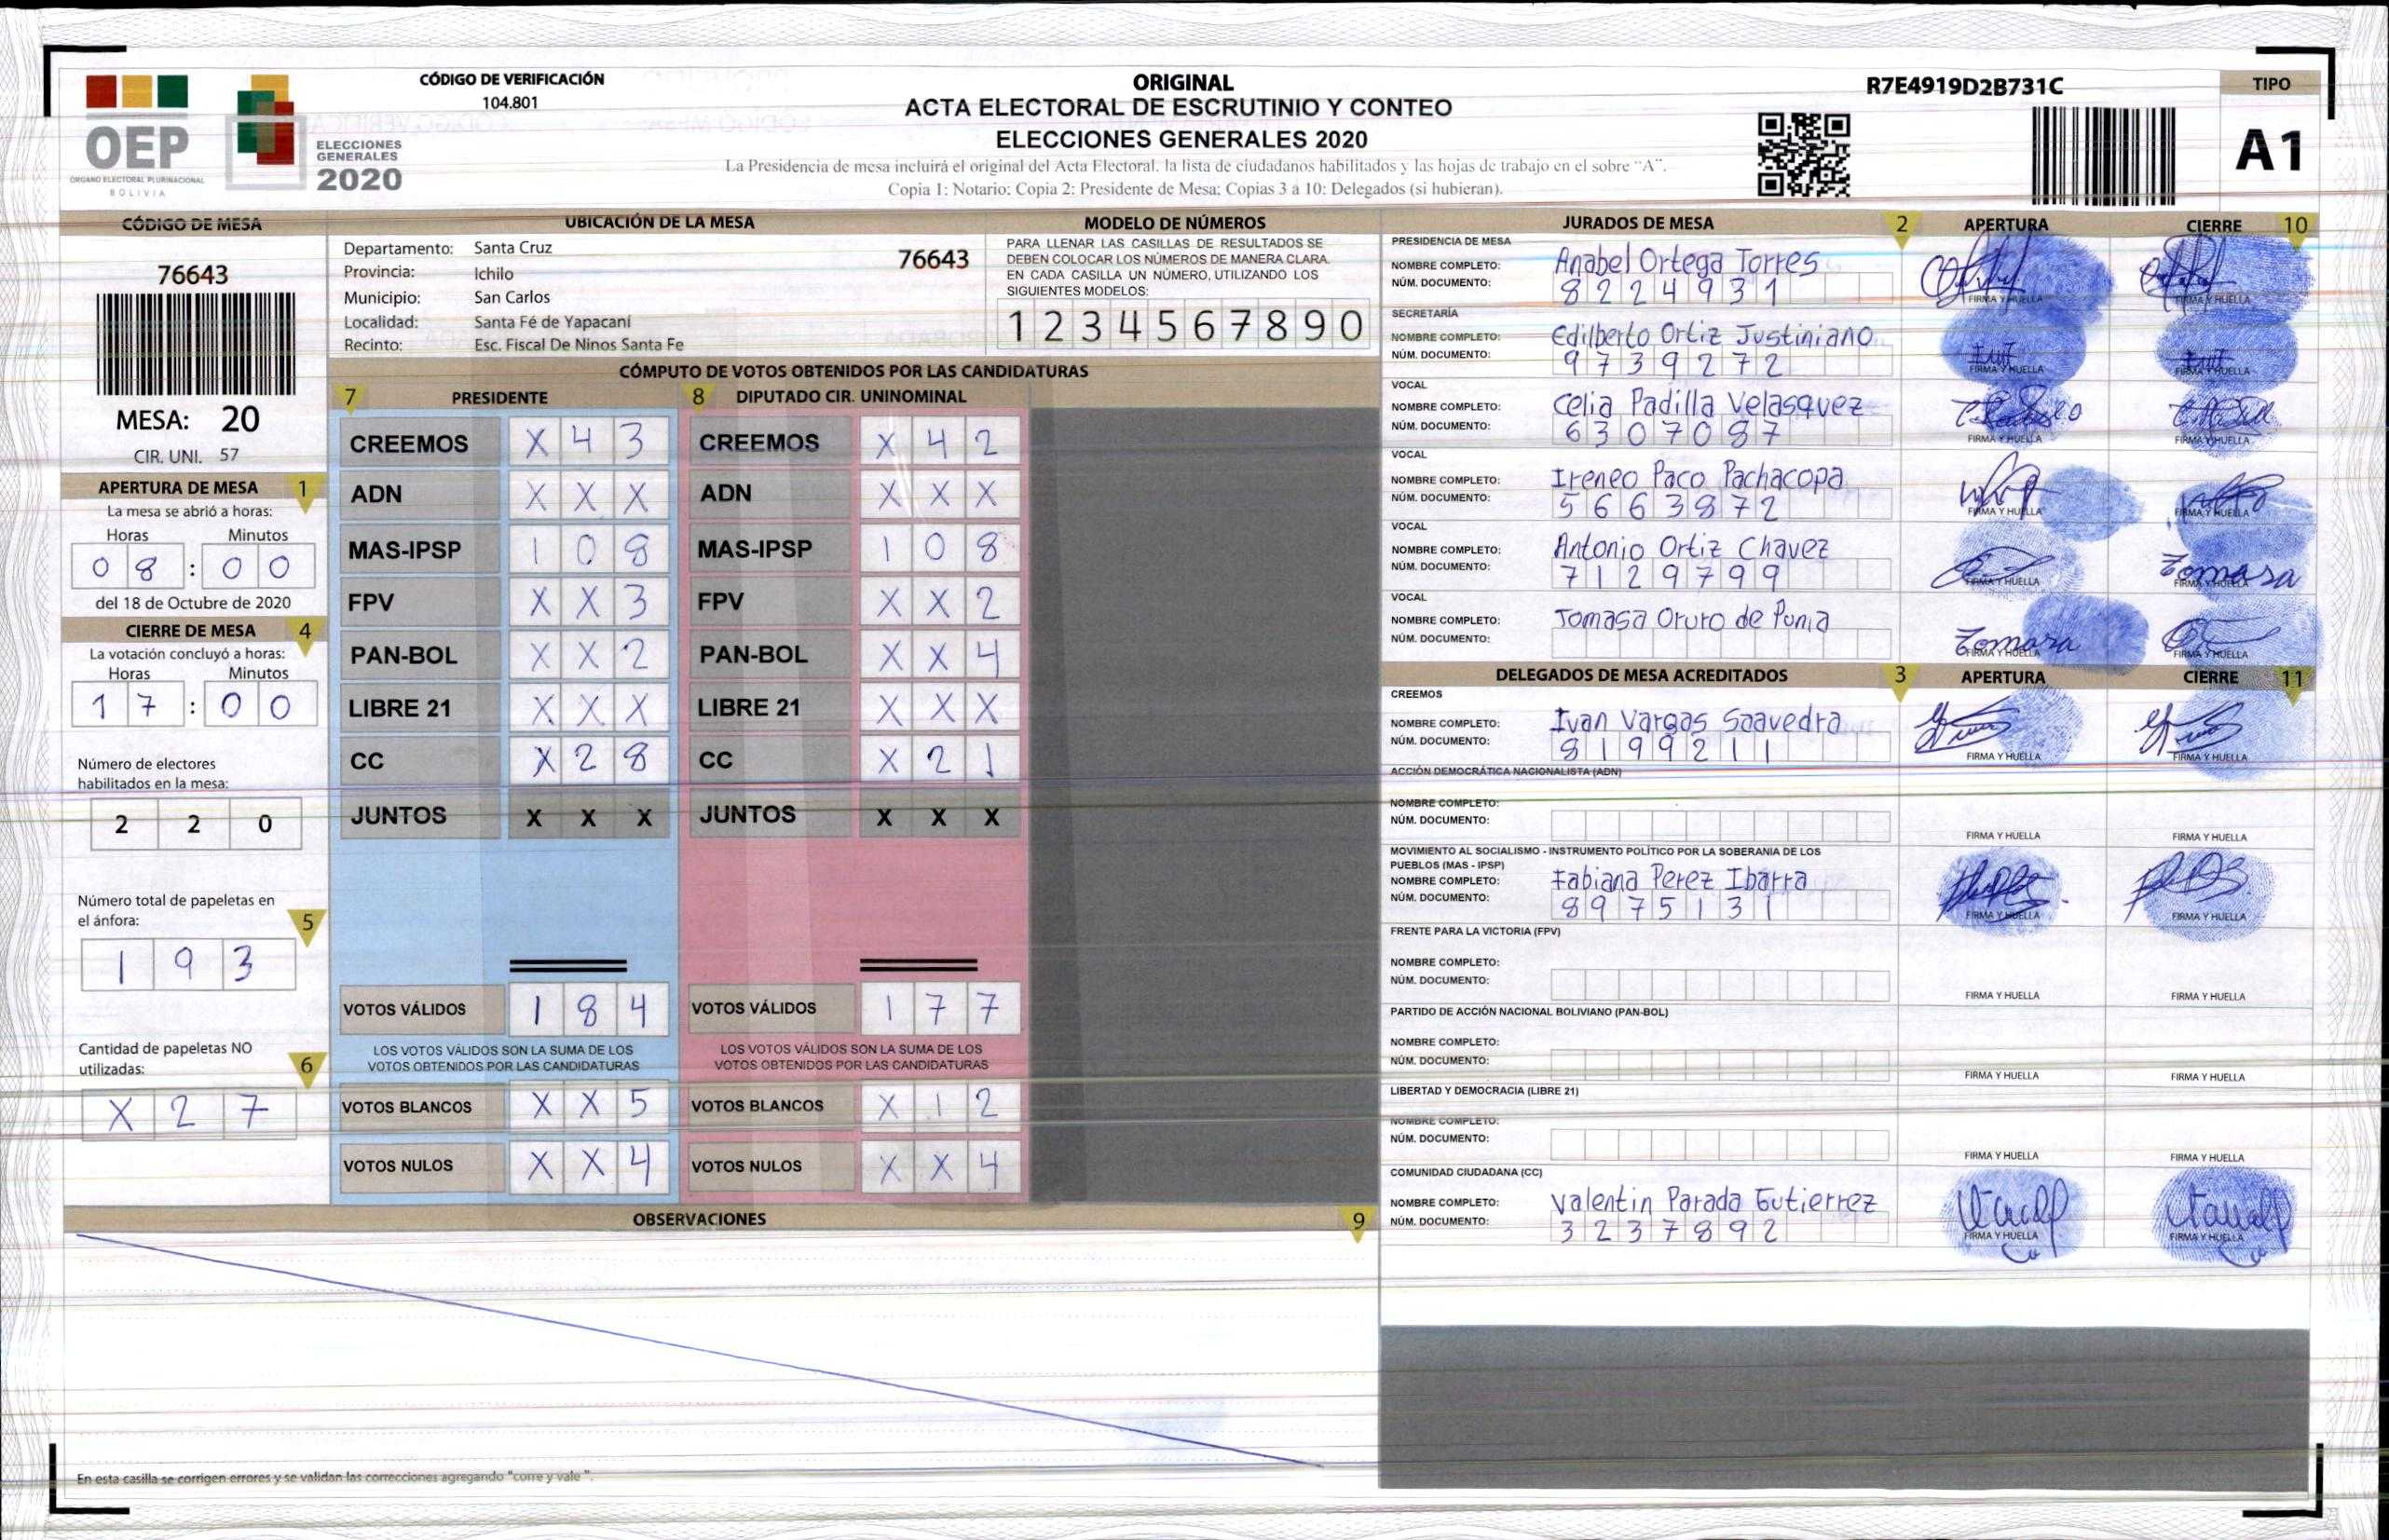 OEP
ÓRGANO ELECTORAL PLURINACIONAL
BOLIVIA
ELECCIONES
GENERALES
2020
CÓDIGO DE VERIFICACIÓN
104.801
ORIGINAL
ACTA ELECTORAL DE ESCRUTINIO Y CONTEO
ELECCIONES GENERALES 2020
La Presidencia de mesa incluirá el original del Acta Electoral, la lista de ciudadanos habilitados y las hojas de trabajo en el sobre "A".
Copia 1: Notario; Copia 2: Presidente de Mesa; Copias 3 a 10: Delegados (si hubieran).
R7E4919D2B731C
TIPO
A1
CÓDIGO DE MESA
76643
MESA: 20
CIR. UNI. 57
APERTURA DE MESA 1
La mesa se abrió a horas:
Horas Minutos
0 8 : 0 0
del 18 de Octubre de 2020
CIERRE DE MESA 4
La votación concluyó a horas:
Horas Minutos
1 7 : 0 0
Número de electores
habilitados en la mesa:
2 2 0
Número total de papeletas en
el ánfora: 5
1 9 3
Cantidad de papeletas NO
utilizadas: 6
X 2 7
UBICACIÓN DE LA MESA
Departamento: Santa Cruz
76643
Provincia: Ichilo
Municipio: San Carlos
Localidad: Santa Fé de Yapacaní
Recinto: Esc. Fiscal De Ninos Santa Fe
MODELO DE NÚMEROS
PARA LLENAR LAS CASILLAS DE RESULTADOS SE
DEBEN COLOCAR LOS NÚMEROS DE MANERA CLARA.
EN CADA CASILLA UN NÚMERO, UTILIZANDO LOS
SIGUIENTES MODELOS:
1 2 3 4 5 6 7 8 9 0
CÓMPUTO DE VOTOS OBTENIDOS POR LAS CANDIDATURAS
7 PRESIDENTE 8 DIPUTADO CIR. UNINOMINAL
CREEMOS X 4 3 CREEMOS X 4 2
ADN X X X ADN X X X
MAS-IPSP 1 0 8 MAS-IPSP 1 0 8
FPV X X 3 FPV X X 2
PAN-BOL X X 2 PAN-BOL X X 4
LIBRE 21 X X X LIBRE 21 X X X
CC X 2 8 CC X 2 1
JUNTOS X X X JUNTOS X X X
VOTOS VÁLIDOS 1 8 4 VOTOS VÁLIDOS 1 7 7
LOS VOTOS VÁLIDOS SON LA SUMA DE LOS LOS VOTOS VÁLIDOS SON LA SUMA DE LOS
VOTOS OBTENIDOS POR LAS CANDIDATURAS VOTOS OBTENIDOS POR LAS CANDIDATURAS
VOTOS BLANCOS X X 5 VOTOS BLANCOS X 1 2
VOTOS NULOS X X 4 VOTOS NULOS X X 4
OBSERVACIONES 9
En esta casilla se corrigen errores y se validan las correcciones agregando "corre y vale".
JURADOS DE MESA 2 APERTURA CIERRE 10
PRESIDENCIA DE MESA
NOMBRE COMPLETO: Anabel Ortega Torres
NÚM. DOCUMENTO: 8224931
FIRMA Y HUELLA FIRMA Y HUELLA
SECRETARÍA
NOMBRE COMPLETO: Edilberto Ortiz Justiniano
NÚM. DOCUMENTO: 9739272
FIRMA Y HUELLA FIRMA Y HUELLA
VOCAL
NOMBRE COMPLETO: Celia Padilla Velasquez
NÚM. DOCUMENTO: 6307087
FIRMA Y HUELLA FIRMA Y HUELLA
VOCAL
NOMBRE COMPLETO: Ireneo Paco Pachacopa
NÚM. DOCUMENTO: 5663872
FIRMA Y HUELLA FIRMA Y HUELLA
VOCAL
NOMBRE COMPLETO: Antonio Ortiz Chavez
NÚM. DOCUMENTO: 7129799
Tomasa
FIRMA Y HUELLA FIRMA Y HUELLA
VOCAL
NOMBRE COMPLETO: Tomasa Oruro de Puma
NÚM. DOCUMENTO:
Tomasa
FIRMA Y HUELLA FIRMA Y HUELLA
DELEGADOS DE MESA ACREDITADOS 3 APERTURA CIERRE 11
CREEMOS
NOMBRE COMPLETO: Ivan Vargas Saavedra
NÚM. DOCUMENTO: 8199211
FIRMA Y HUELLA FIRMA Y HUELLA
ACCIÓN DEMOCRÁTICA NACIONALISTA (ADN)
NOMBRE COMPLETO:
NÚM. DOCUMENTO:
FIRMA Y HUELLA FIRMA Y HUELLA
MOVIMIENTO AL SOCIALISMO - INSTRUMENTO POLÍTICO POR LA SOBERANIA DE LOS
PUEBLOS (MAS - IPSP)
NOMBRE COMPLETO: Fabiana Perez Ibarra
NÚM. DOCUMENTO: 8975131
FIRMA Y HUELLA FIRMA Y HUELLA
FRENTE PARA LA VICTORIA (FPV)
NOMBRE COMPLETO:
NÚM. DOCUMENTO:
FIRMA Y HUELLA FIRMA Y HUELLA
PARTIDO DE ACCIÓN NACIONAL BOLIVIANO (PAN-BOL)
NOMBRE COMPLETO:
NÚM. DOCUMENTO:
FIRMA Y HUELLA FIRMA Y HUELLA
LIBERTAD Y DEMOCRACIA (LIBRE 21)
NOMBRE COMPLETO:
NÚM. DOCUMENTO:
FIRMA Y HUELLA FIRMA Y HUELLA
COMUNIDAD CIUDADANA (CC)
NOMBRE COMPLETO: Valentin Parada Gutierrez
NÚM. DOCUMENTO: 3237892
FIRMA Y HUELLA FIRMA Y HUELLA